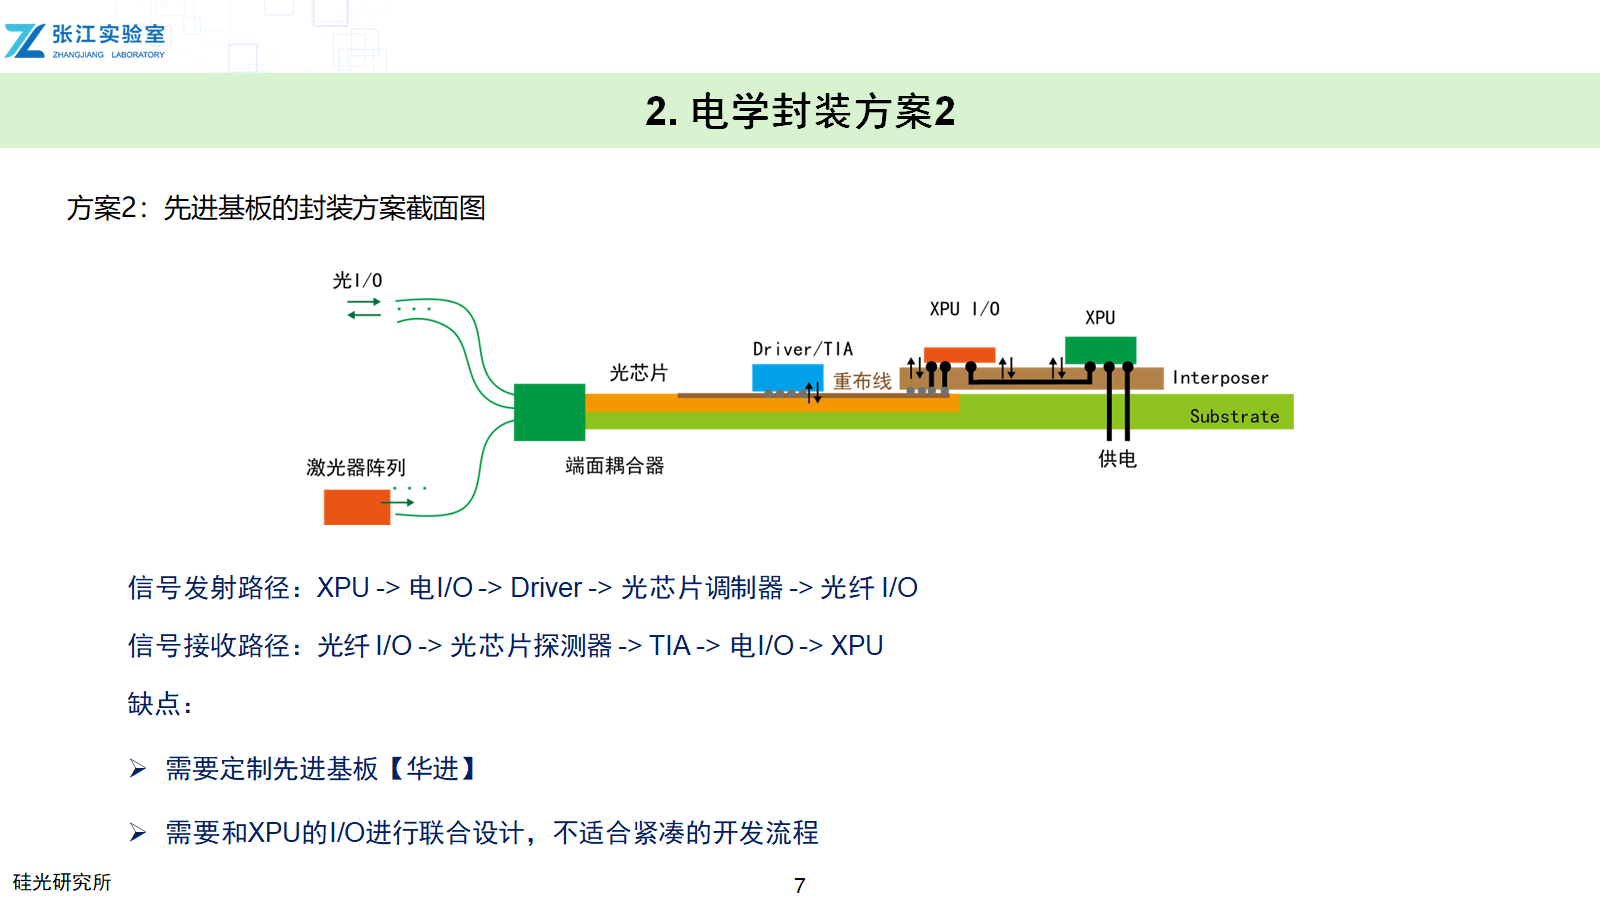 张江实验室
ZHANGJIANG LABORATORY
2. 电学封装方案2
方案2：先进基板的封装方案截面图
光I/O
XPU I/O
XPU
Driver/TIA
光芯片
重布线
Interposer
Substrate
供电
激光器阵列
端面耦合器
信号发射路径：XPU -> 电I/O -> Driver -> 光芯片调制器 -> 光纤 I/O
信号接收路径：光纤 I/O -> 光芯片探测器 -> TIA -> 电I/O -> XPU
缺点：
➢ 需要定制先进基板【华进】
➢ 需要和XPU的I/O进行联合设计，不适合紧凑的开发流程
硅光研究所
7